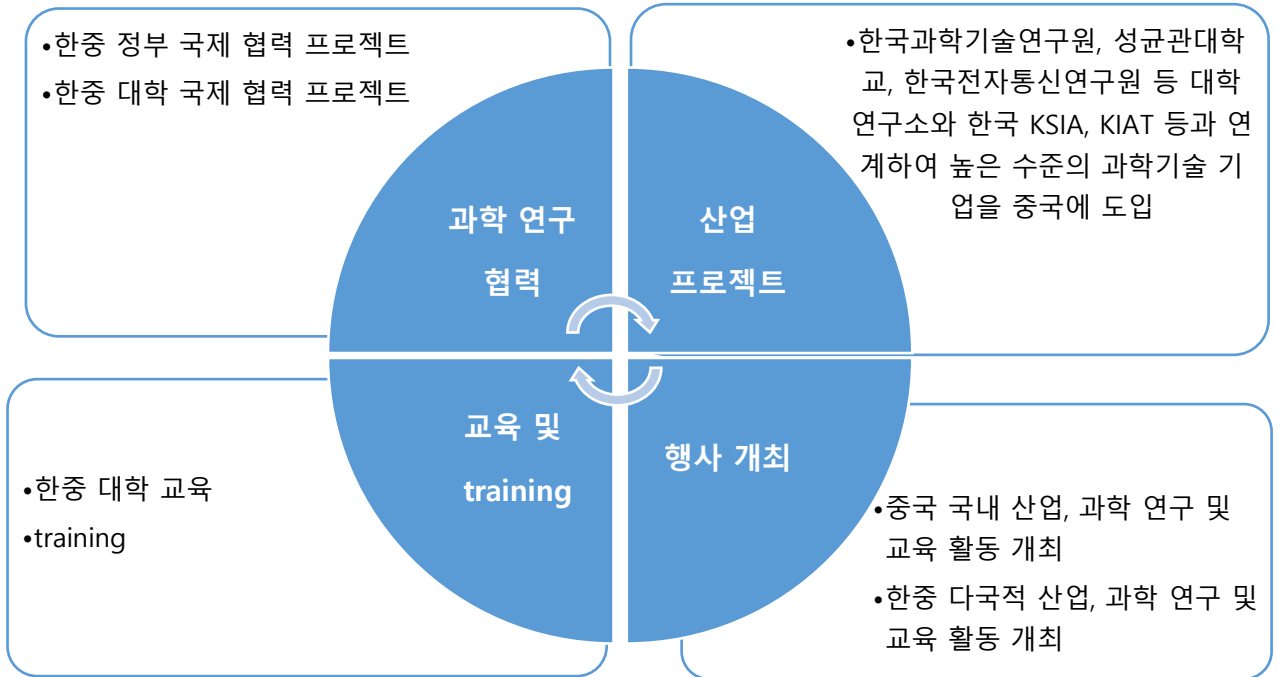 •한중 정부 국제 협력 프로젝트
•한중 대학 국제 협력 프로젝트
•한국과학기술연구원, 성균관대학
교, 한국전자통신연구원 등 대학
연구소와 한국 KSIA, KIAT 등과 연
계하여 높은 수준의 과학기술 기
업을 중국에 도입
과학 연구
협력
산업
프로젝트
교육 및
training
행사 개최
•한중 대학 교육
•training
•중국 국내 산업, 과학 연구 및
교육 활동 개최
•한중 다국적 산업, 과학 연구 및
교육 활동 개최